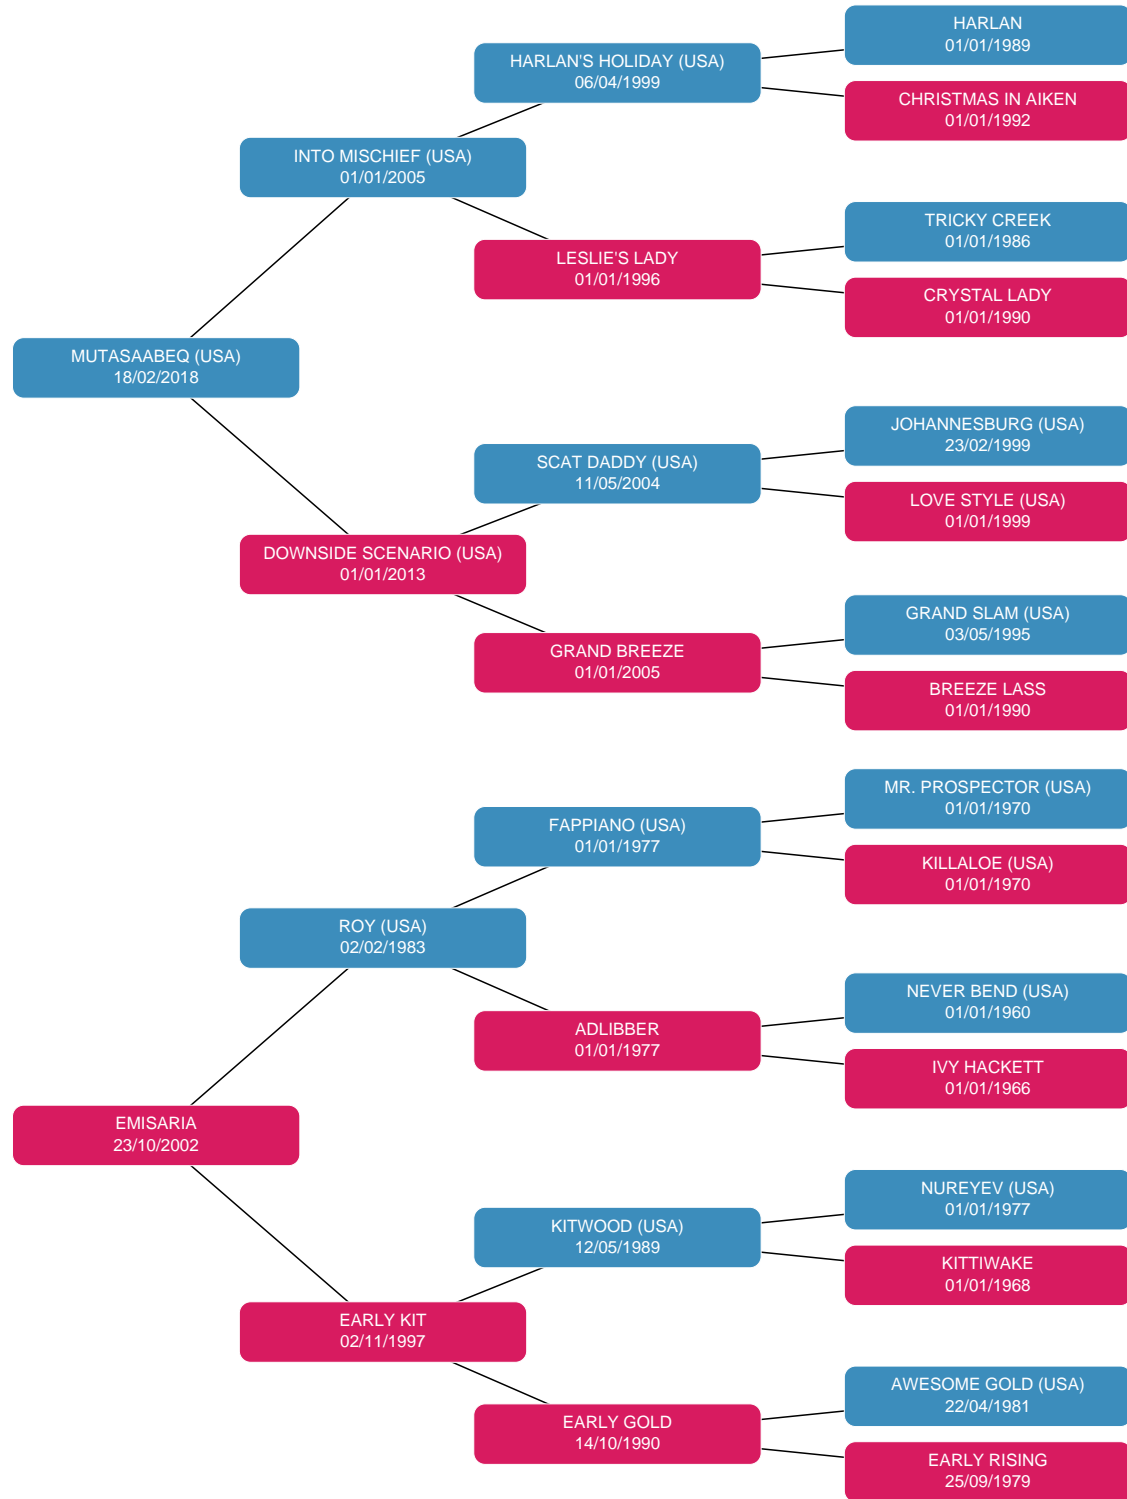 HARLAN
01/01/1989
HARLAN'S HOLIDAY (USA)
06/04/1999
CHRISTMAS IN AIKEN
01/01/1992
INTO MISCHIEF (USA)
01/01/2005
TRICKY CREEK
01/01/1986
LESLIE'S LADY
01/01/1996
CRYSTAL LADY
01/01/1990
MUTASAABEQ (USA)
18/02/2018
JOHANNESBURG (USA)
23/02/1999
SCAT DADDY (USA)
11/05/2004
LOVE STYLE (USA)
01/01/1999
DOWNSIDE SCENARIO (USA)
01/01/2013
GRAND SLAM (USA)
03/05/1995
GRAND BREEZE
01/01/2005
BREEZE LASS
01/01/1990
MR. PROSPECTOR (USA)
01/01/1970
FAPPIANO (USA)
01/01/1977
KILLALOE (USA)
01/01/1970
ROY (USA)
02/02/1983
NEVER BEND (USA)
01/01/1960
ADLIBBER
01/01/1977
IVY HACKETT
01/01/1966
EMISARIA
23/10/2002
NUREYEV (USA)
01/01/1977
KITWOOD (USA)
12/05/1989
KITTIWAKE
01/01/1968
EARLY KIT
02/11/1997
AWESOME GOLD (USA)
22/04/1981
EARLY GOLD
14/10/1990
EARLY RISING
25/09/1979